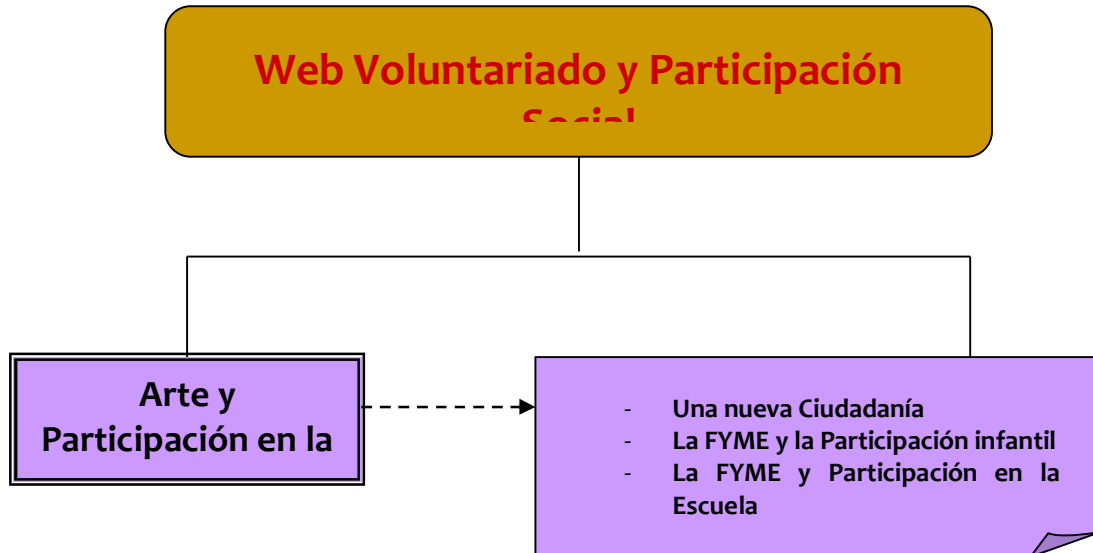 Web Voluntariado y Participación
Social
Arte y
Participación en la
- Una nueva Ciudadanía
- La FYME y la Participación infantil
- La FYME y Participación en la
Escuela